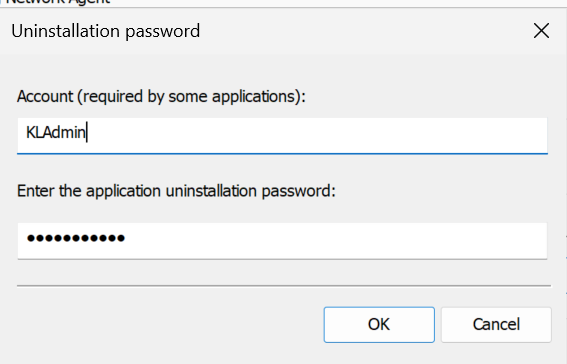 Network Agent
Uninstallation password
Account (required by some applications):
KLAdmin
Enter the application uninstallation password:
•••••••••••
OK
Cancel